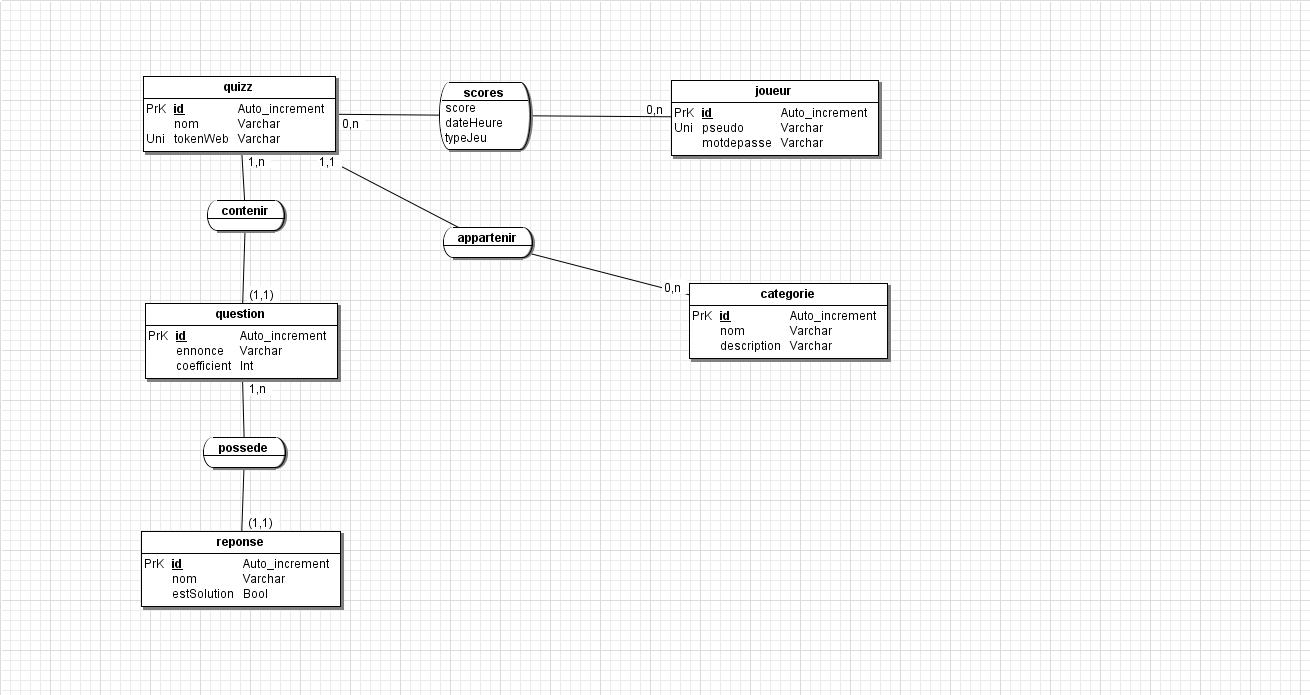 quizz
PrK id Auto_increment
nom Varchar
Uni tokenWeb Varchar
0,n
scores
score
dateHeure
typeJeu
0,n
joueur
PrK id Auto_increment
Uni pseudo Varchar
motdepasse Varchar
1,n
1,1
contenir
appartenir
(1,1)
0,n
categorie
PrK id Auto_increment
nom Varchar
description Varchar
question
PrK id Auto_increment
ennonce Varchar
coefficient Int
1,n
possede
(1,1)
reponse
PrK id Auto_increment
nom Varchar
estSolution Bool